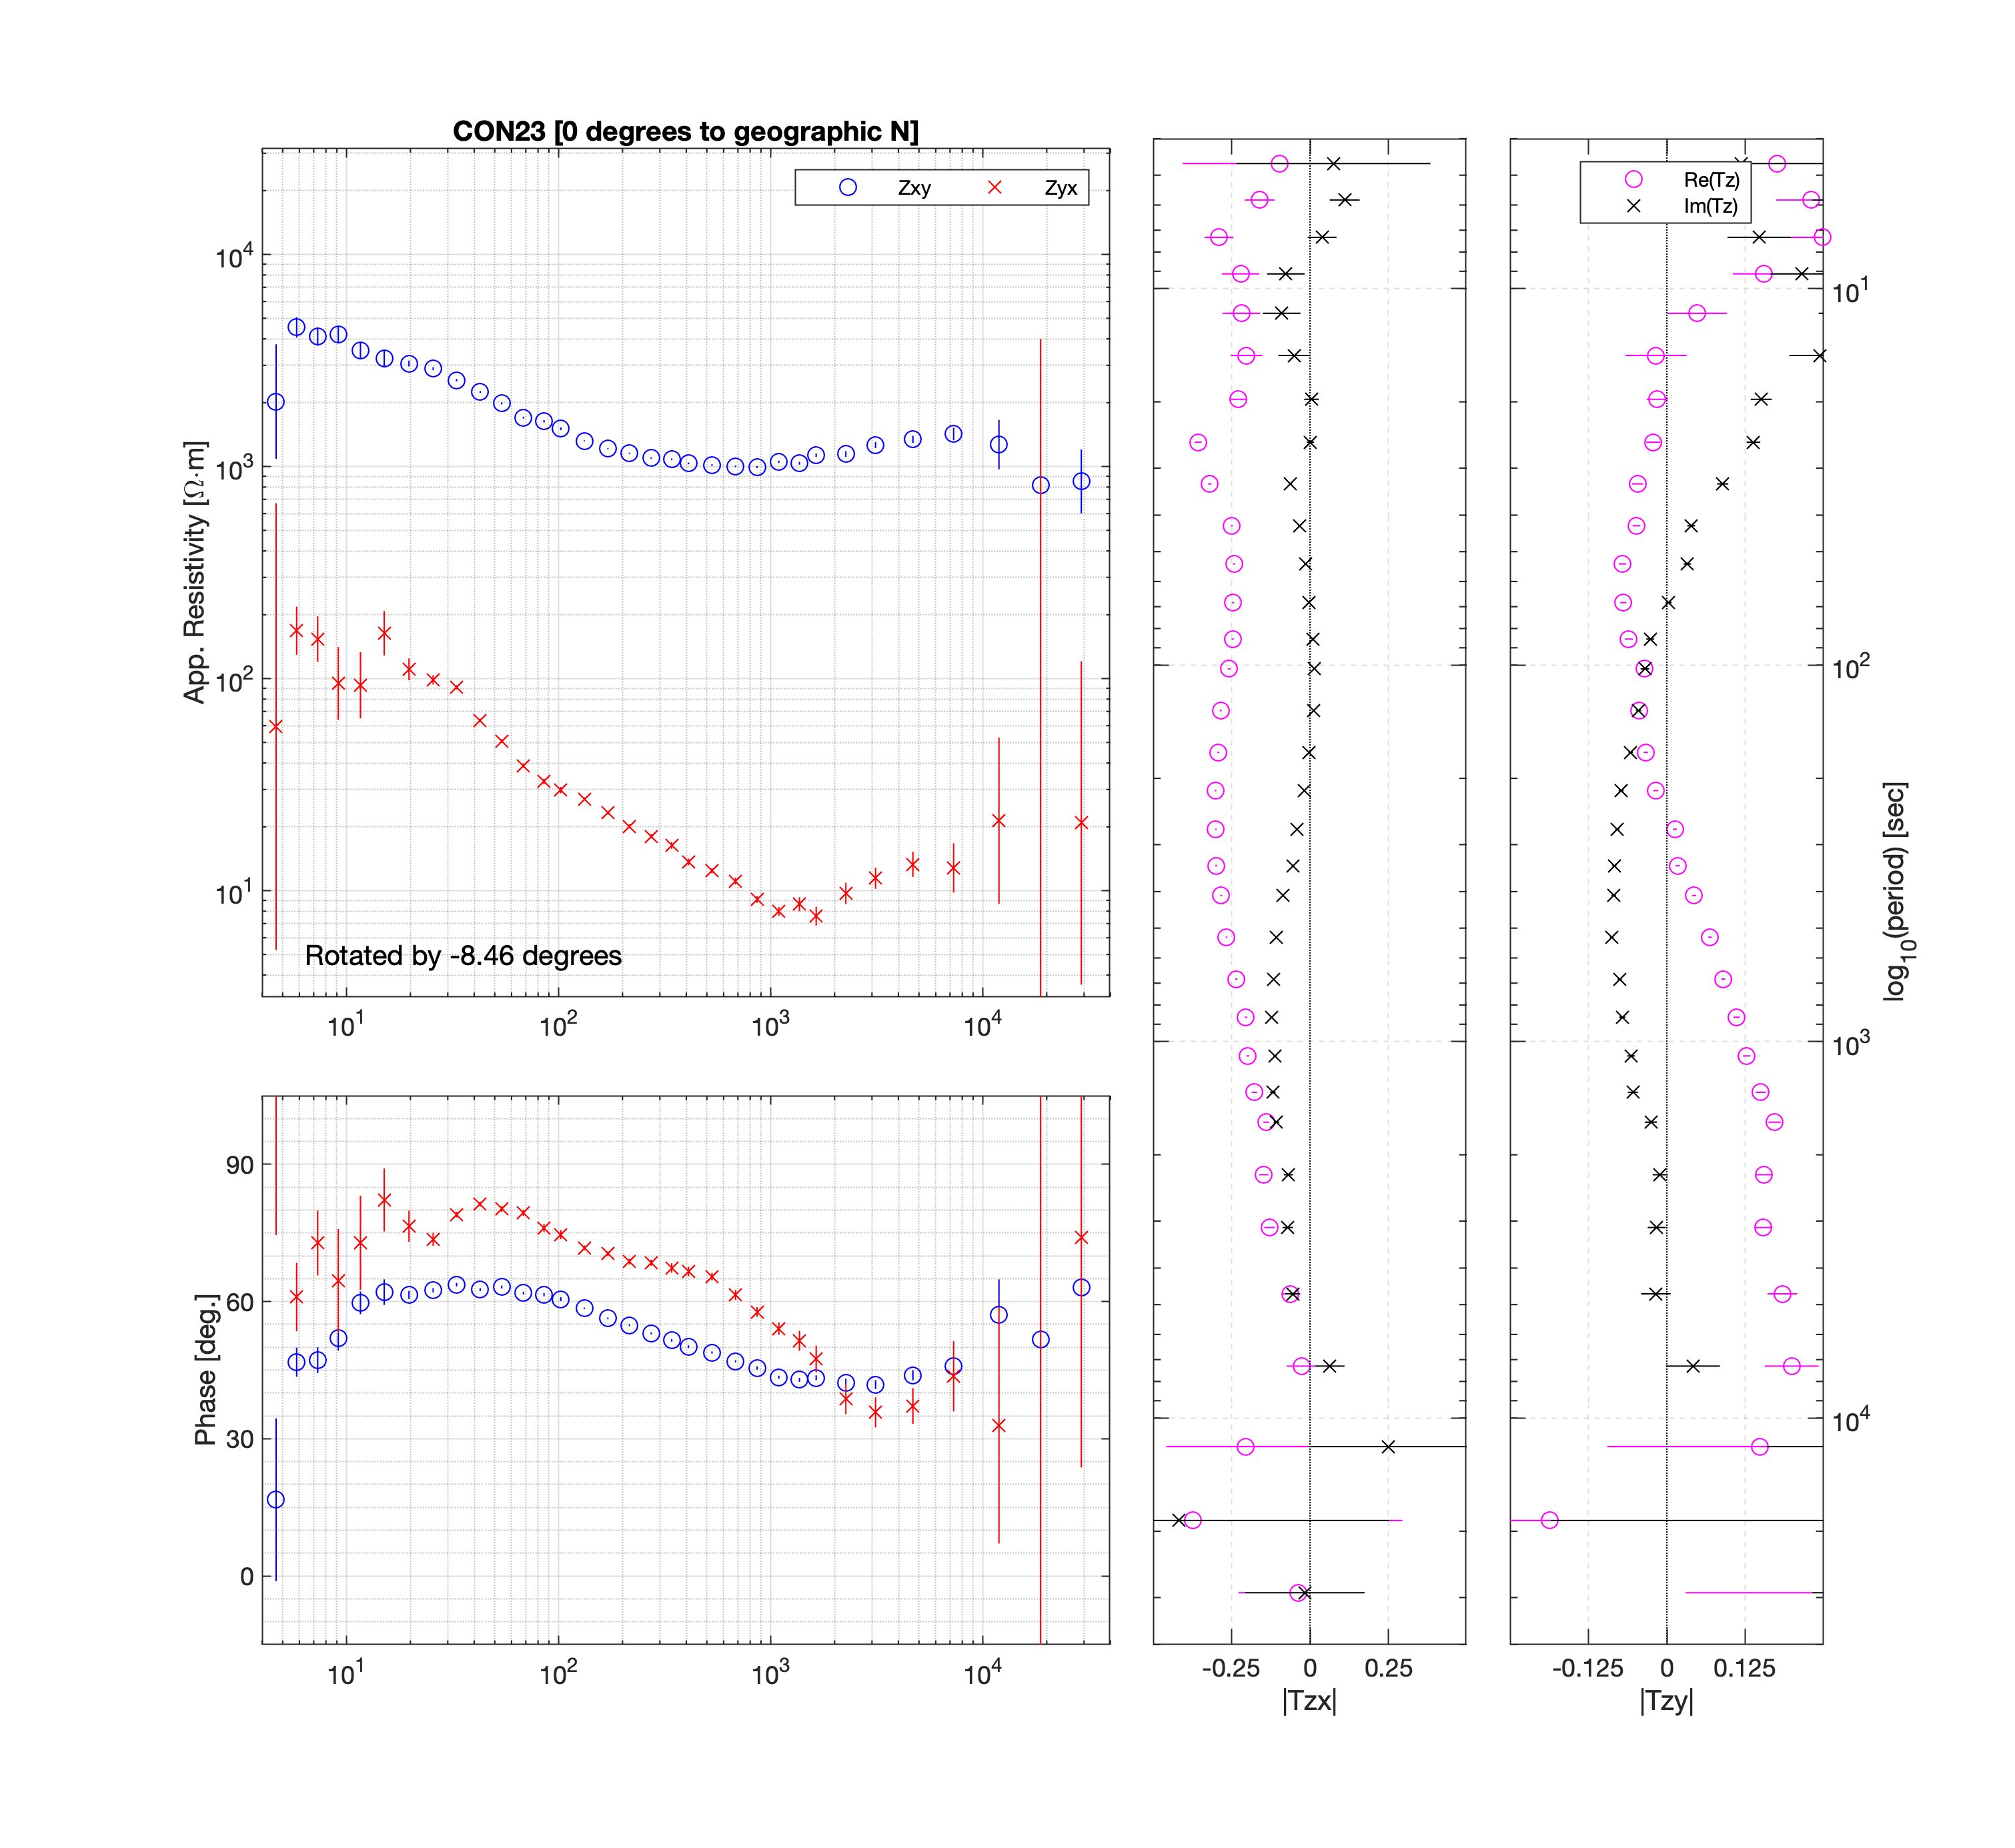 CON23 [0 degrees to geographic N]
Zxy Zyx
App. Resistivity [Ω·m]
10^4
10^3
10^2
10^1
Rotated by -8.46 degrees
10^1 10^2 10^3 10^4
Phase [deg.]
90
60
30
0
10^1 10^2 10^3 10^4
-0.25 0 0.25
|Tzx|
Re(Tz)
Im(Tz)
-0.125 0 0.125
|Tzy|
10^1
10^2
10^3
10^4
log10(period) [sec]